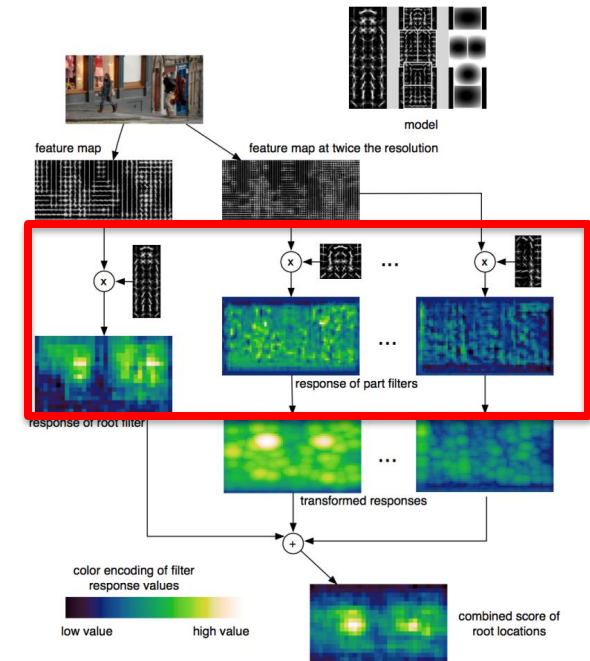 model
feature map
feature map at twice the resolution
x
x
...
x
...
response of part filters
response of root filter
...
transformed responses
+
color encoding of filter
response values
low value
high value
combined score of
root locations